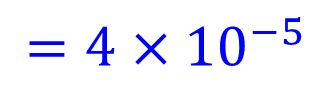 = 4 × 10⁻⁵